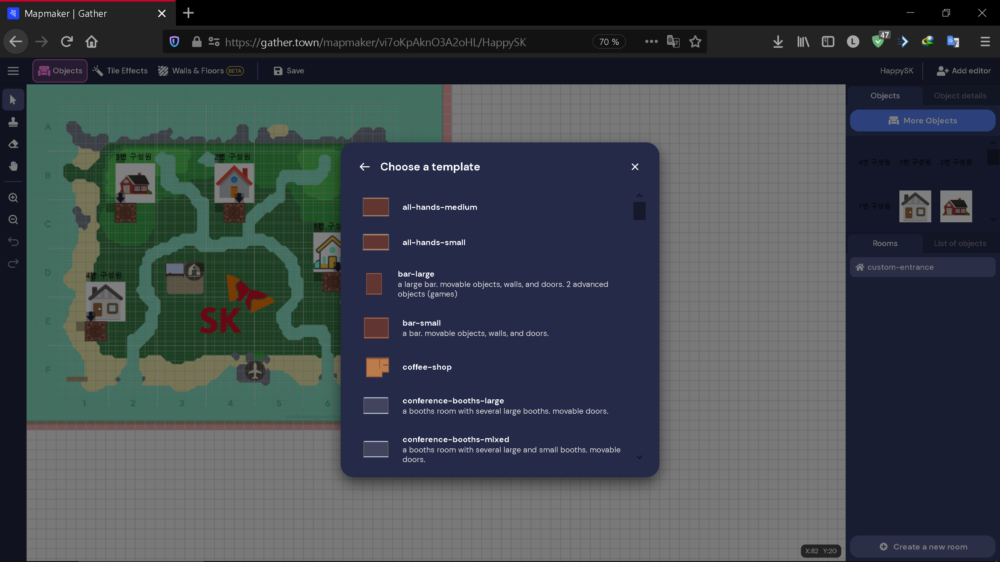 Mapmaker | Gather
https://gather.town/mapmaker/vi7oKpAknO3A2oHL/HappySK
70 %
L
47
Objects
Tile Effects
Walls & Floors BETA
Save
HappySK
Add editor
Objects
Object details
More Objects
4번 구성원
3번 구성원
2번 구성원
1번 구성원
Rooms
List of objects
custom-entrance
Create a new room
X:82 Y:20
A
B
C
D
E
F
1
2
3
4
5
6
3번 구성원
2번 구성원
1번 구성
4번 구성원
SK
Choose a template
all-hands-medium
all-hands-small
bar-large
a large bar. movable objects, walls, and doors. 2 advanced
objects (games)
bar-small
a bar. movable objects, walls, and doors.
coffee-shop
conference-booths-large
a booths room with several large booths. movable doors.
conference-booths-mixed
a booths room with several large and small booths. movable
doors.